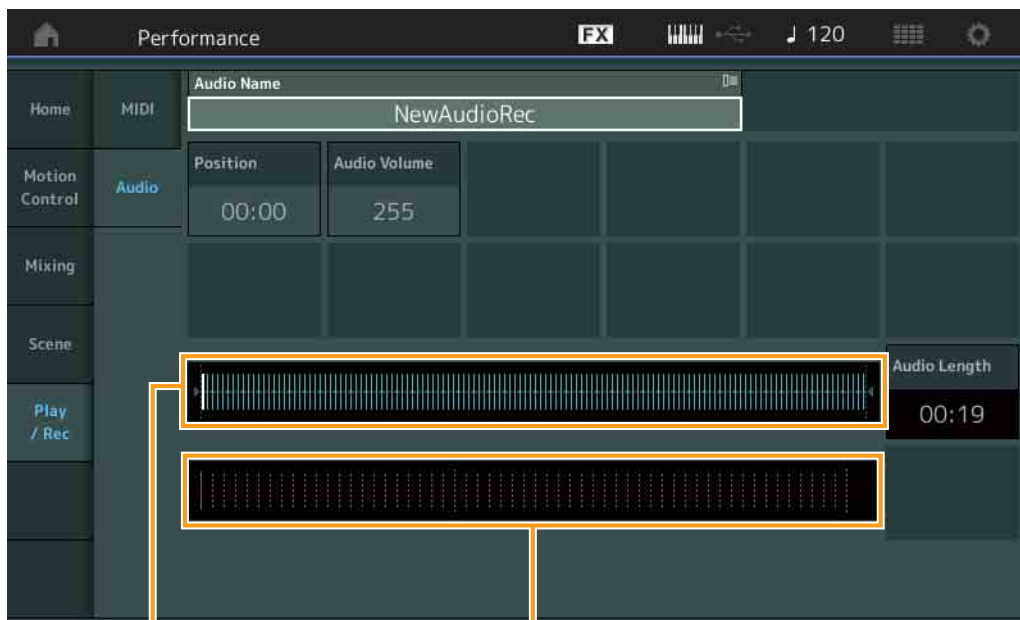 Performance
FX
♩ 120
Home
MIDI
Audio Name
NewAudioRec
Motion
Control
Audio
Position
00:00
Audio Volume
255
Mixing
Scene
Play
/ Rec
Audio Length
00:19